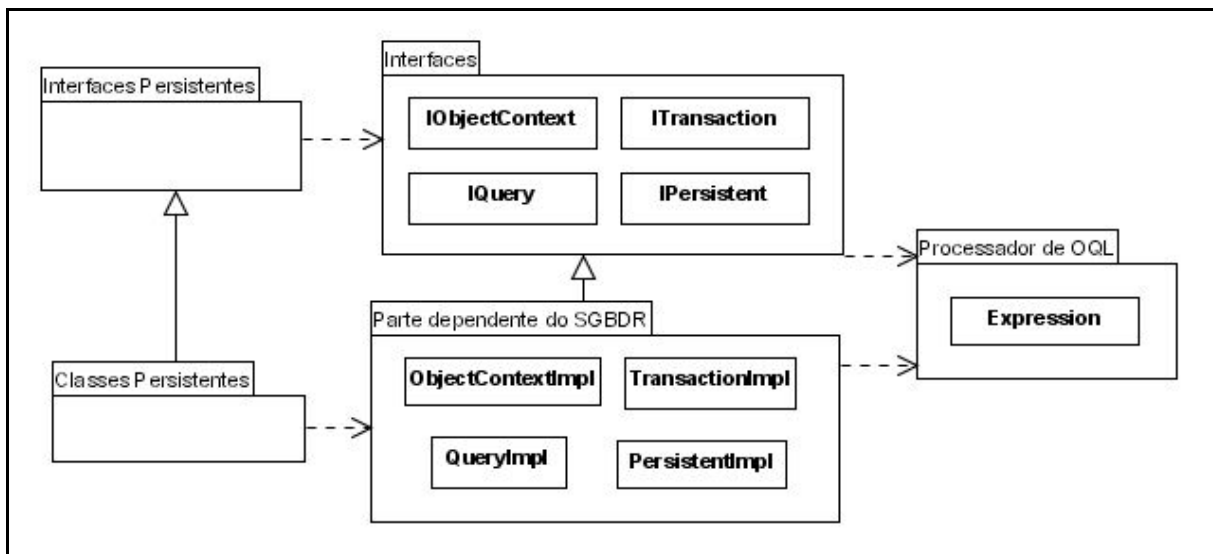 Interfaces Persistentes
Interfaces
IObjectContext
ITransaction
IQuery
IPersistent
Processador de OQL
Expression
Classes Persistentes
Parte dependente do SGBDR
ObjectContextImpl
TransactionImpl
QueryImpl
PersistentImpl